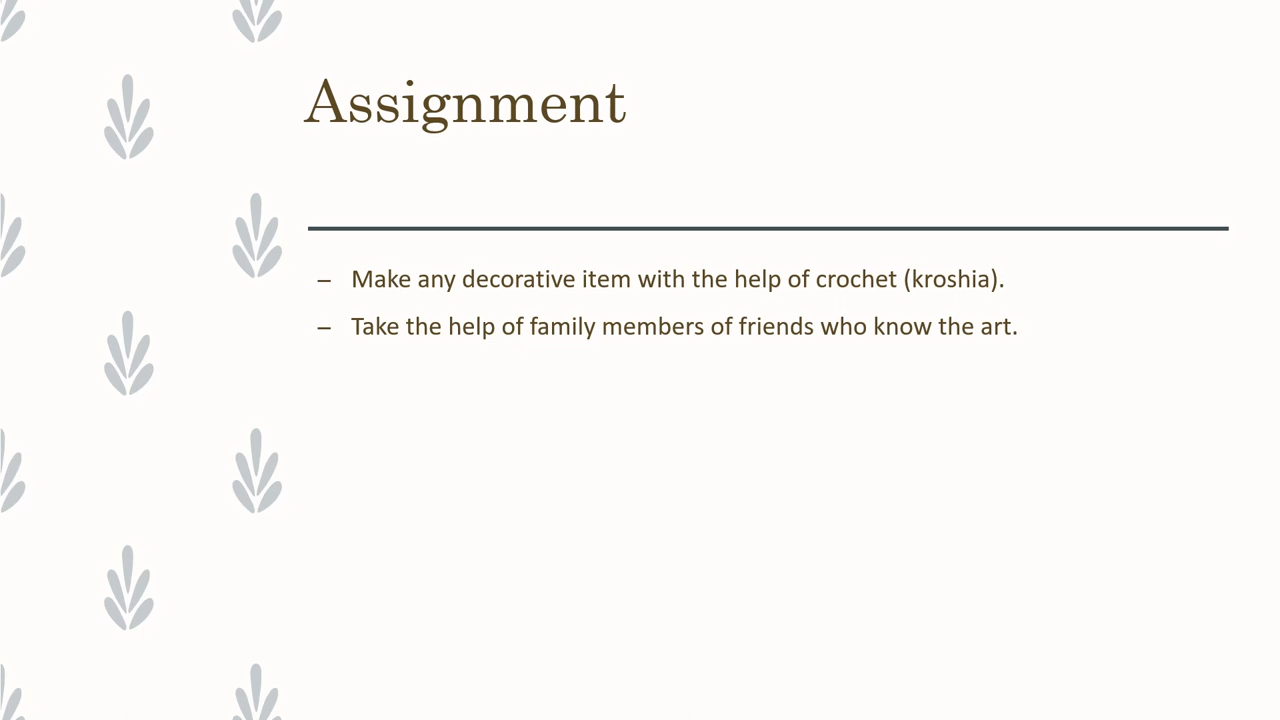 Assignment
– Make any decorative item with the help of crochet (kroshia).
– Take the help of family members of friends who know the art.